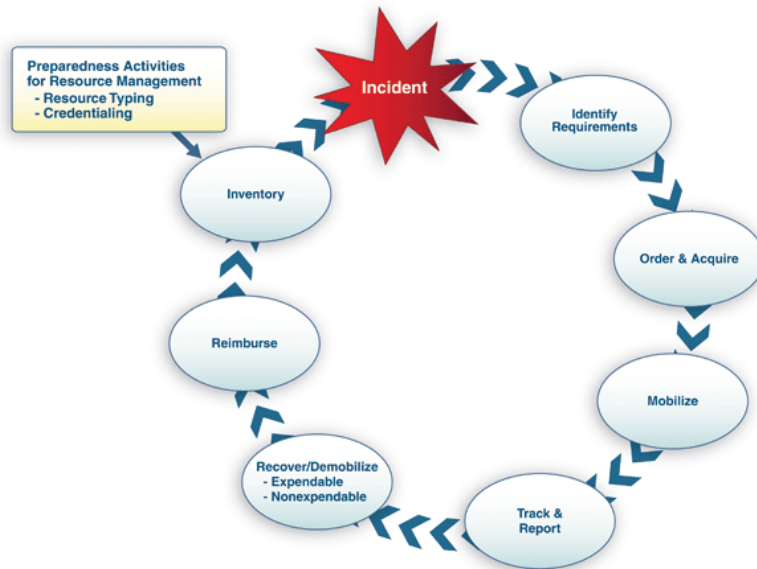 Preparedness Activities
for Resource Management
- Resource Typing
- Credentialing
Incident
Identify
Requirements
Order & Acquire
Mobilize
Track &
Report
Recover/Demobilize
- Expendable
- Nonexpendable
Reimburse
Inventory